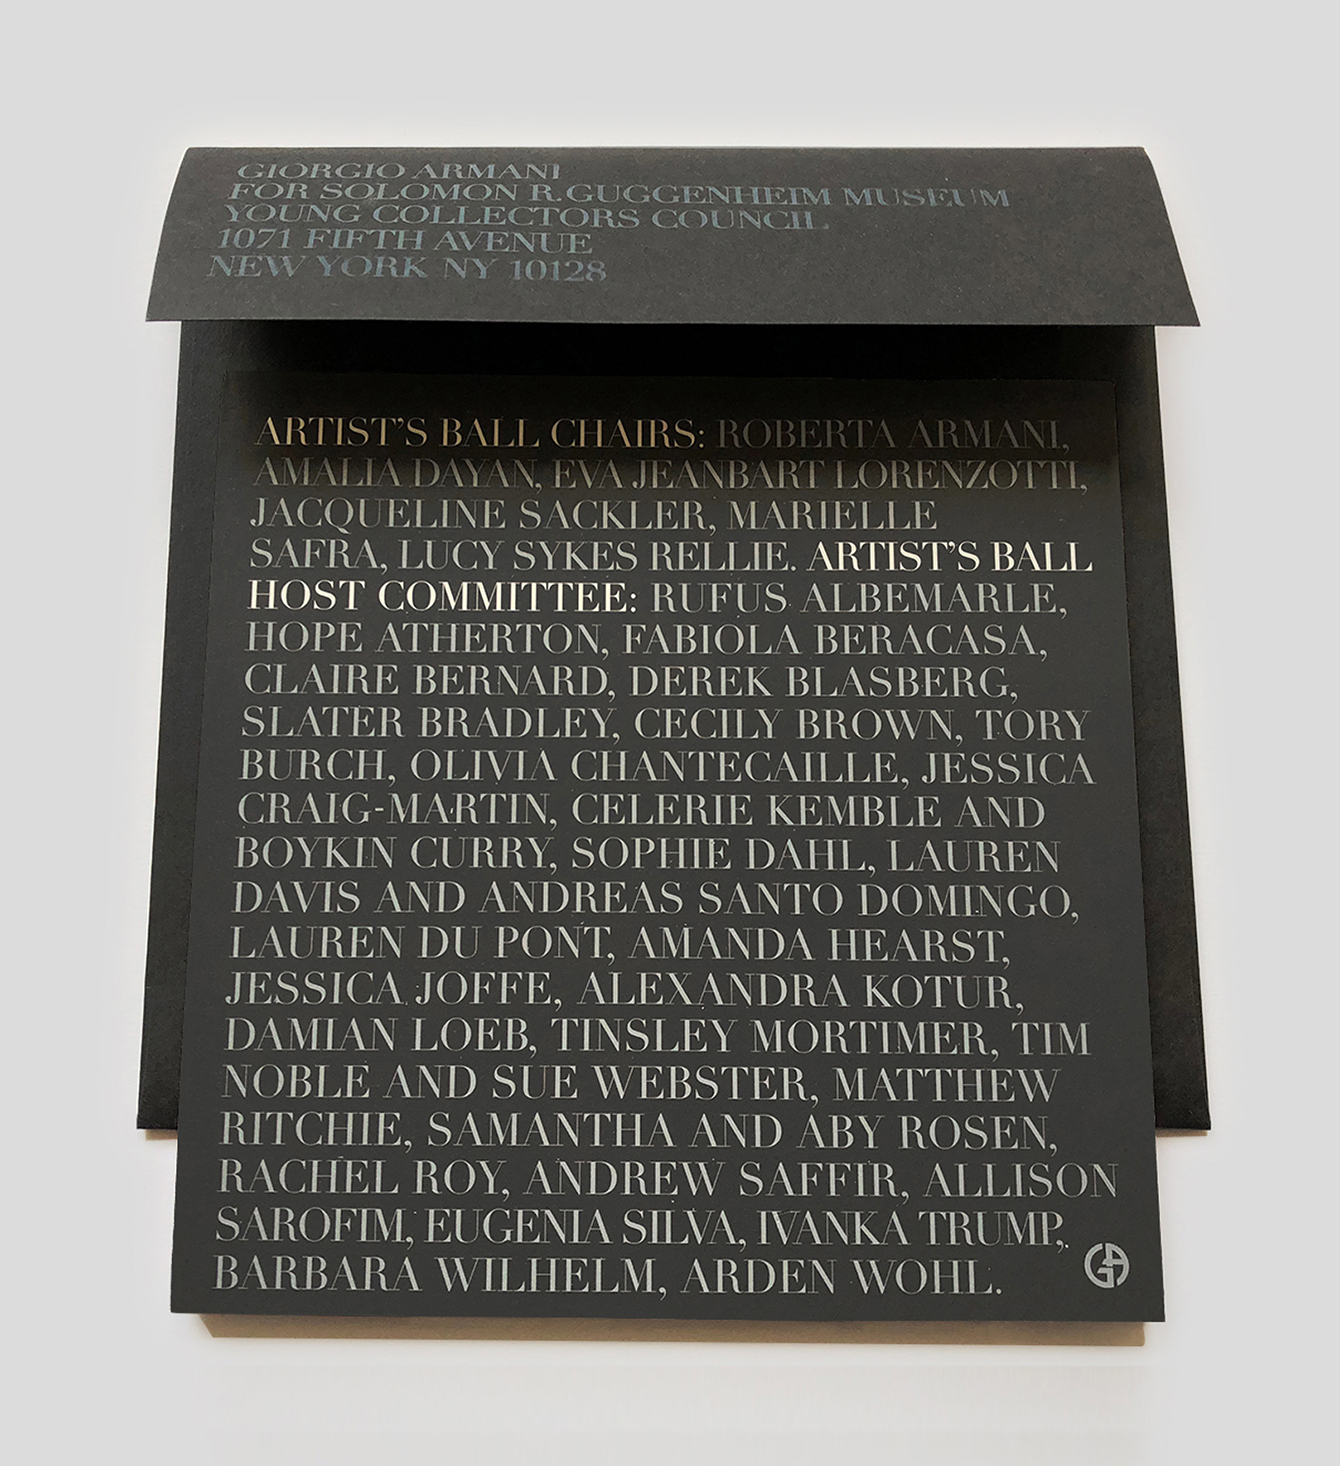 GIORGIO ARMANI
FOR SOLOMON R. GUGGENHEIM MUSEUM
YOUNG COLLECTORS COUNCIL
1071 FIFTH AVENUE
NEW YORK NY 10128
ARTIST'S BALL CHAIRS: ROBERTA ARMANI,
AMALIA DAYAN, EVA JEANBART LORENZOTTI,
JACQUELINE SACKLER, MARIELLE
SAFRA, LUCY SYKES RELLIE. ARTIST'S BALL
HOST COMMITTEE: RUFUS ALBEMARLE,
HOPE ATHERTON, FABIOLA BERACASA,
CLAIRE BERNARD, DEREK BLASBERG,
SLATER BRADLEY, CECILY BROWN, TORY
BURCH, OLIVIA CHANTECAILLE, JESSICA
CRAIG-MARTIN, CELERIE KEMBLE AND
BOYKIN CURRY, SOPHIE DAHL, LAUREN
DAVIS AND ANDREAS SANTO DOMINGO,
LAUREN DU PONT, AMANDA HEARST,
JESSICA JOFFE, ALEXANDRA KOTUR,
DAMIAN LOEB, TINSLEY MORTIMER, TIM
NOBLE AND SUE WEBSTER, MATTHEW
RITCHIE, SAMANTHA AND ABY ROSEN,
RACHEL ROY, ANDREW SAFFIR, ALLISON
SAROFIM, EUGENIA SILVA, IVANKA TRUMP,
BARBARA WILHELM, ARDEN WOHL.
GA